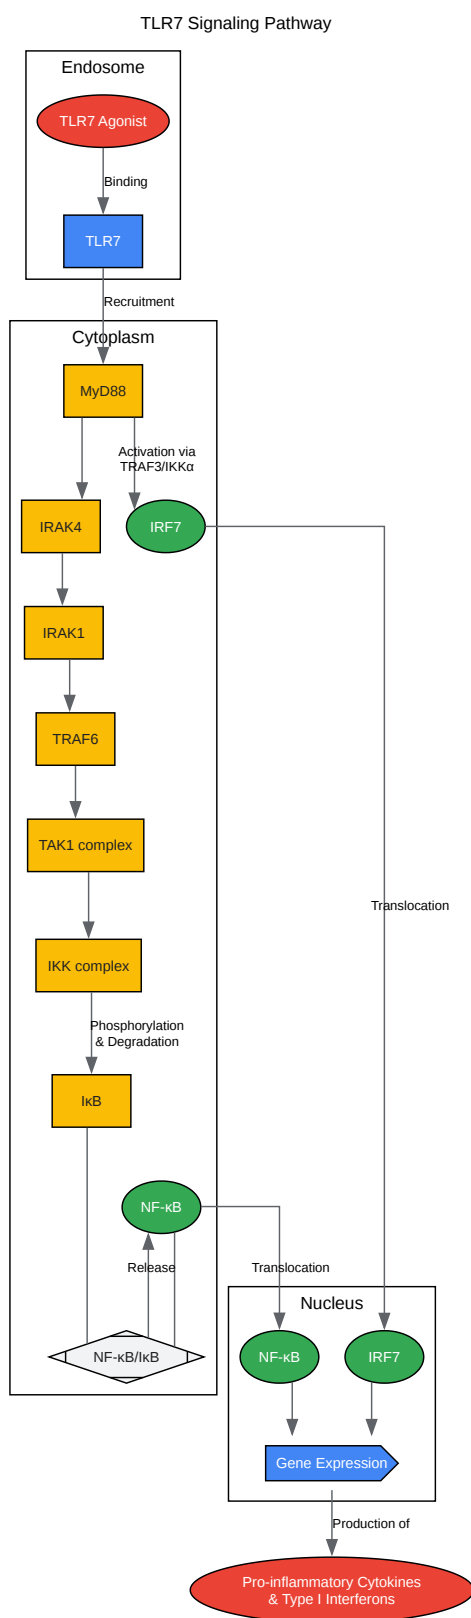 TLR7 Signaling Pathway
Endosome
TLR7 Agonist
Binding
TLR7
Recruitment
Cytoplasm
MyD88
Activation via
TRAF3/IKKα
IRAK4
IRF7
IRAK1
TRAF6
TAK1 complex
Translocation
IKK complex
Phosphorylation
& Degradation
IκB
NF-κB
Release
Translocation
Nucleus
NF-κB/IκB
NF-κB
IRF7
Gene Expression
Production of
Pro-inflammatory Cytokines
& Type I Interferons